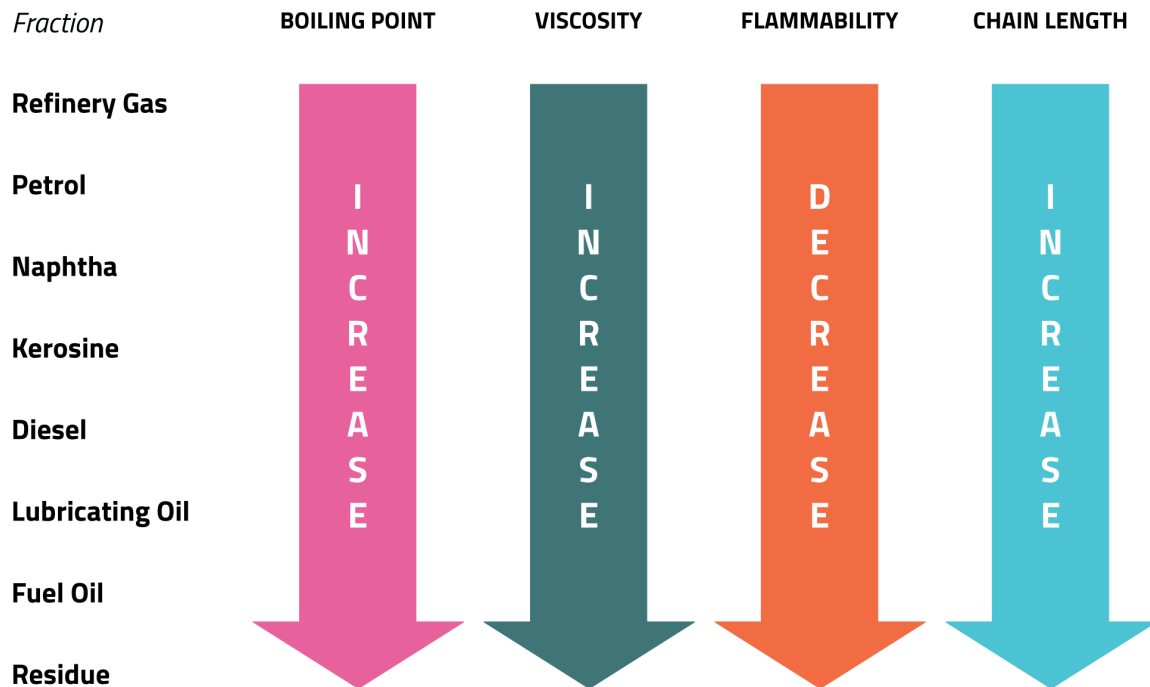 Fraction BOILING POINT VISCOSITY FLAMMABILITY CHAIN LENGTH
Refinery Gas
Petrol
Naphtha
Kerosine
Diesel
Lubricating Oil
Fuel Oil
Residue
INCREASE
INCREASE
DECREASE
INCREASE